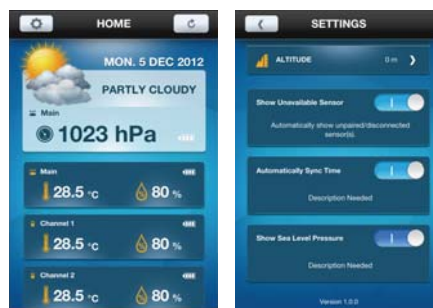 HOME
MON. 5 DEC 2012
PARTLY CLOUDY
Main
1023 hPa
Main
28.5 °C 80 %
Channel 1
28.5 °C 80 %
Channel 2
28.5 °C 80 %
SETTINGS
ALTITUDE 0 m
Show Unavailable Sensor
Automatically show unpaired/disconnected
sensor(s).
Automatically Sync Time
Description Needed
Show Sea Level Pressure
Description Needed
Version 1.0.0